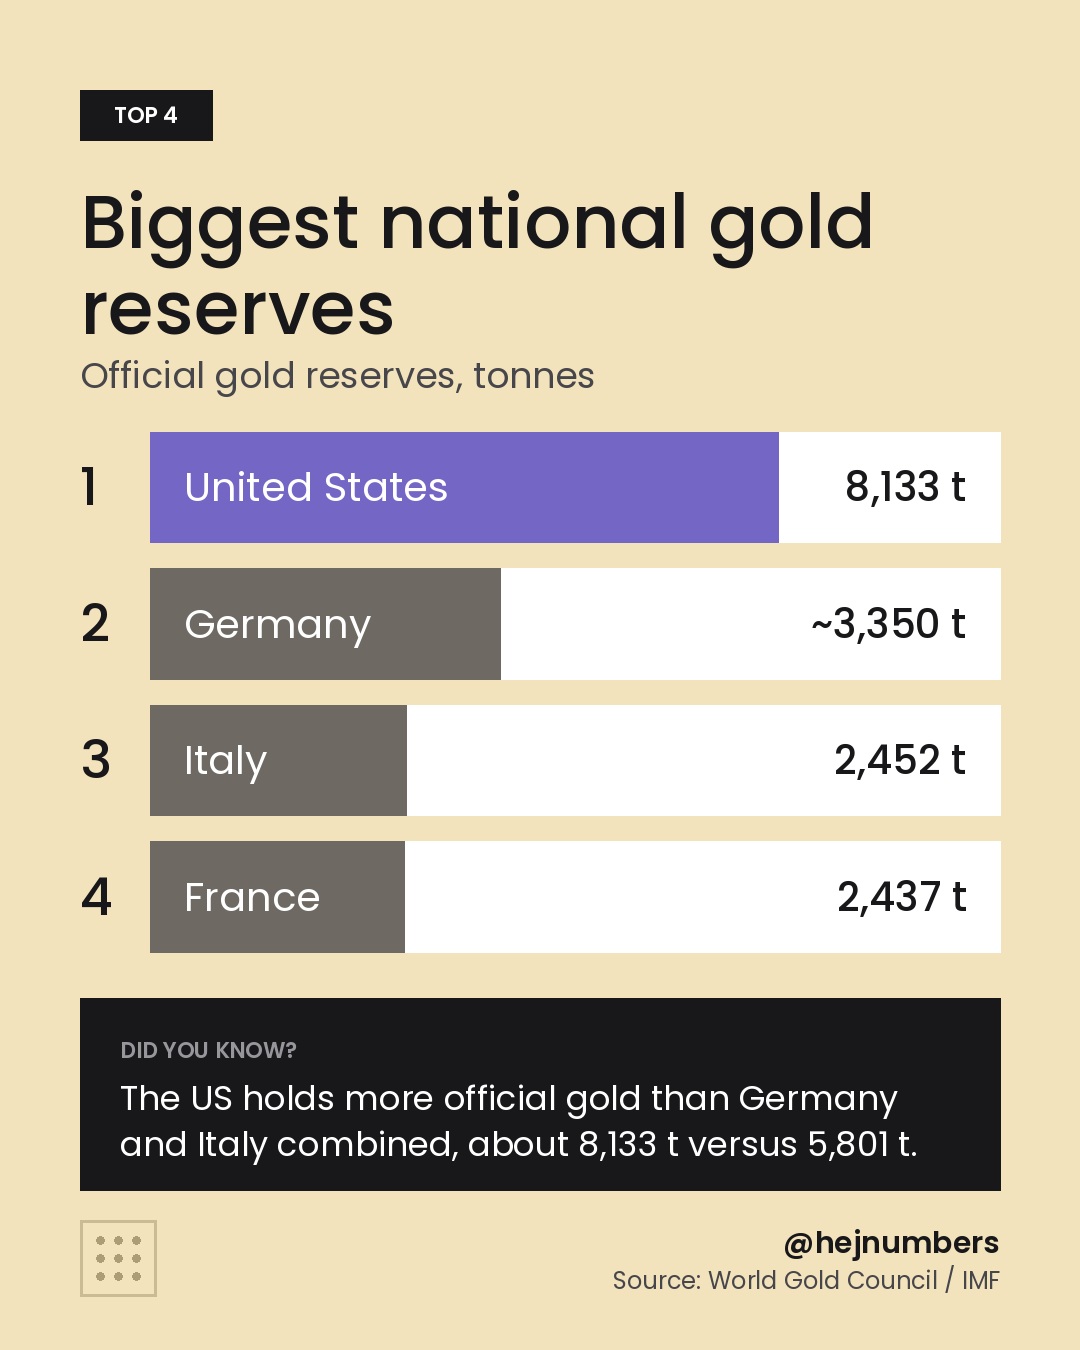 TOP 4
Biggest national gold
reserves
Official gold reserves, tonnes
1 United States 8,133 t
2 Germany ~3,350 t
3 Italy 2,452 t
4 France 2,437 t
DID YOU KNOW?
The US holds more official gold than Germany
and Italy combined, about 8,133 t versus 5,801 t.
@hejnumbers
Source: World Gold Council / IMF